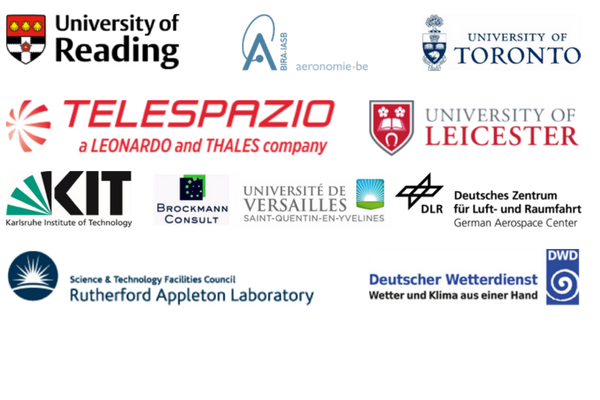 University of
Reading
BIRA-IASB
aeronomie-be
UNIVERSITY OF
TORONTO
TELESPAZIO
a LEONARDO and THALES company
UNIVERSITY OF
LEICESTER
KIT
Karlsruhe Institute of Technology
BROCKMANN
CONSULT
UNIVERSITÉ DE
VERSAILLES
SAINT-QUENTIN-EN-YVELINES
DLR
Deutsches Zentrum
für Luft- und Raumfahrt
German Aerospace Center
Science & Technology Facilities Council
Rutherford Appleton Laboratory
Deutscher Wetterdienst
Wetter und Klima aus einer Hand
DWD